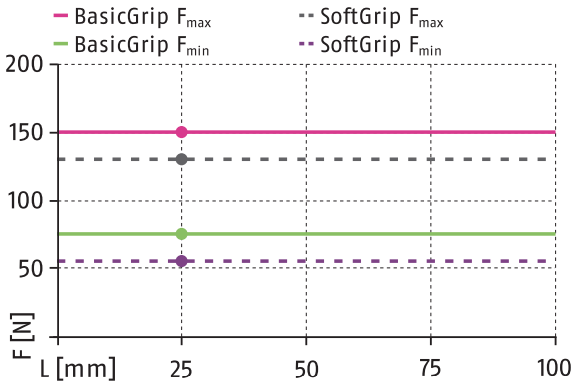 BasicGrip Fmax SoftGrip Fmax
BasicGrip Fmin SoftGrip Fmin
200
150
100
50
F [N]
L [mm] 25 50 75 100